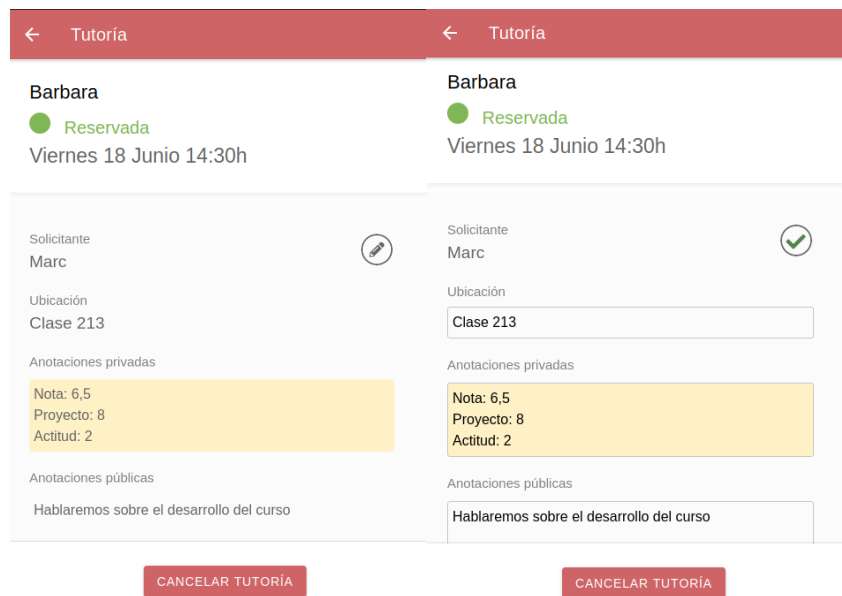 Tutoría
Barbara
Reservada
Viernes 18 Junio 14:30h
Solicitante
Marc
Ubicación
Clase 213
Anotaciones privadas
Nota: 6,5
Proyecto: 8
Actitud: 2
Anotaciones públicas
Hablaremos sobre el desarrollo del curso
CANCELAR TUTORÍA
Tutoría
Barbara
Reservada
Viernes 18 Junio 14:30h
Solicitante
Marc
Ubicación
Clase 213
Anotaciones privadas
Nota: 6,5
Proyecto: 8
Actitud: 2
Anotaciones públicas
Hablaremos sobre el desarrollo del curso
CANCELAR TUTORÍA